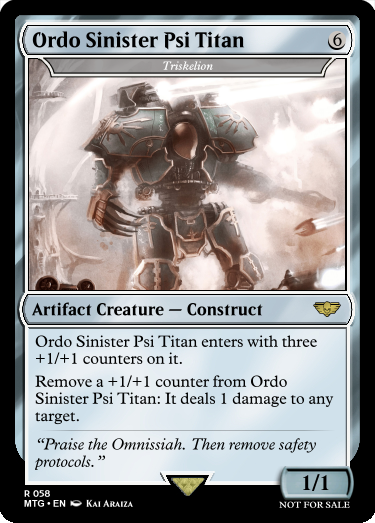 Ordo Sinister Psi Titan 6
Triskelion
Artifact Creature — Construct
Ordo Sinister Psi Titan enters with three
+1/+1 counters on it.
Remove a +1/+1 counter from Ordo
Sinister Psi Titan: It deals 1 damage to any
target.
“Praise the Omnissiah. Then remove safety
protocols.”
1/1
R 058
MTG • EN Kai Araiza
NOT FOR SALE